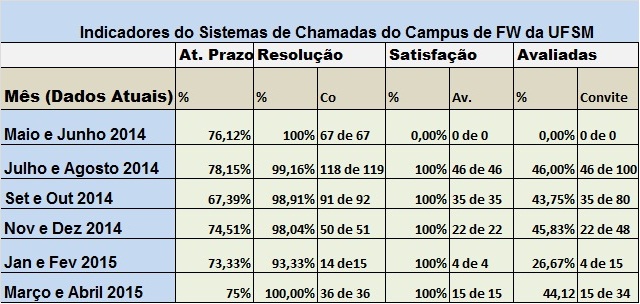 Indicadores do Sistemas de Chamadas do Campus de FW da UFSM
At. Prazo Resolução Satisfação Avaliadas
Mês (Dados Atuais) % % Co % Av. % Convite
Maio e Junho 2014 76,12% 100% 67 de 67 0,00% 0 de 0 0,00% 0 de 0
Julho e Agosto 2014 78,15% 99,16% 118 de 119 100% 46 de 46 46,00% 46 de 100
Set e Out 2014 67,39% 98,91% 91 de 92 100% 35 de 35 43,75% 35 de 80
Nov e Dez 2014 74,51% 98,04% 50 de 51 100% 22 de 22 45,83% 22 de 48
Jan e Fev 2015 73,33% 93,33% 14 de15 100% 4 de 4 26,67% 4 de 15
Março e Abril 2015 75% 100,00% 36 de 36 100% 15 de 15 44,12 15 de 34